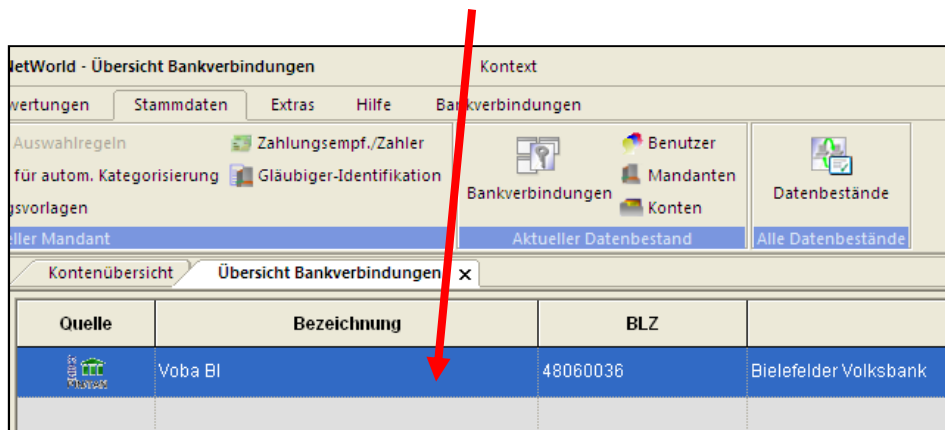 NetWorld - Übersicht Bankverbindungen Kontext
wertungen Stammdaten Extras Hilfe Bankverbindungen
Auswahlregeln Zahlungsempf./Zahler Benutzer
für autom. Kategorisierung Gläubiger-Identifikation Mandanten
Bankverbindungen Datenbestände
gsvorlagen Konten
eller Mandant Aktueller Datenbestand Alle Datenbestände
Kontenübersicht Übersicht Bankverbindungen x
Quelle Bezeichnung BLZ
Voba BI 48060036 Bielefelder Volksbank